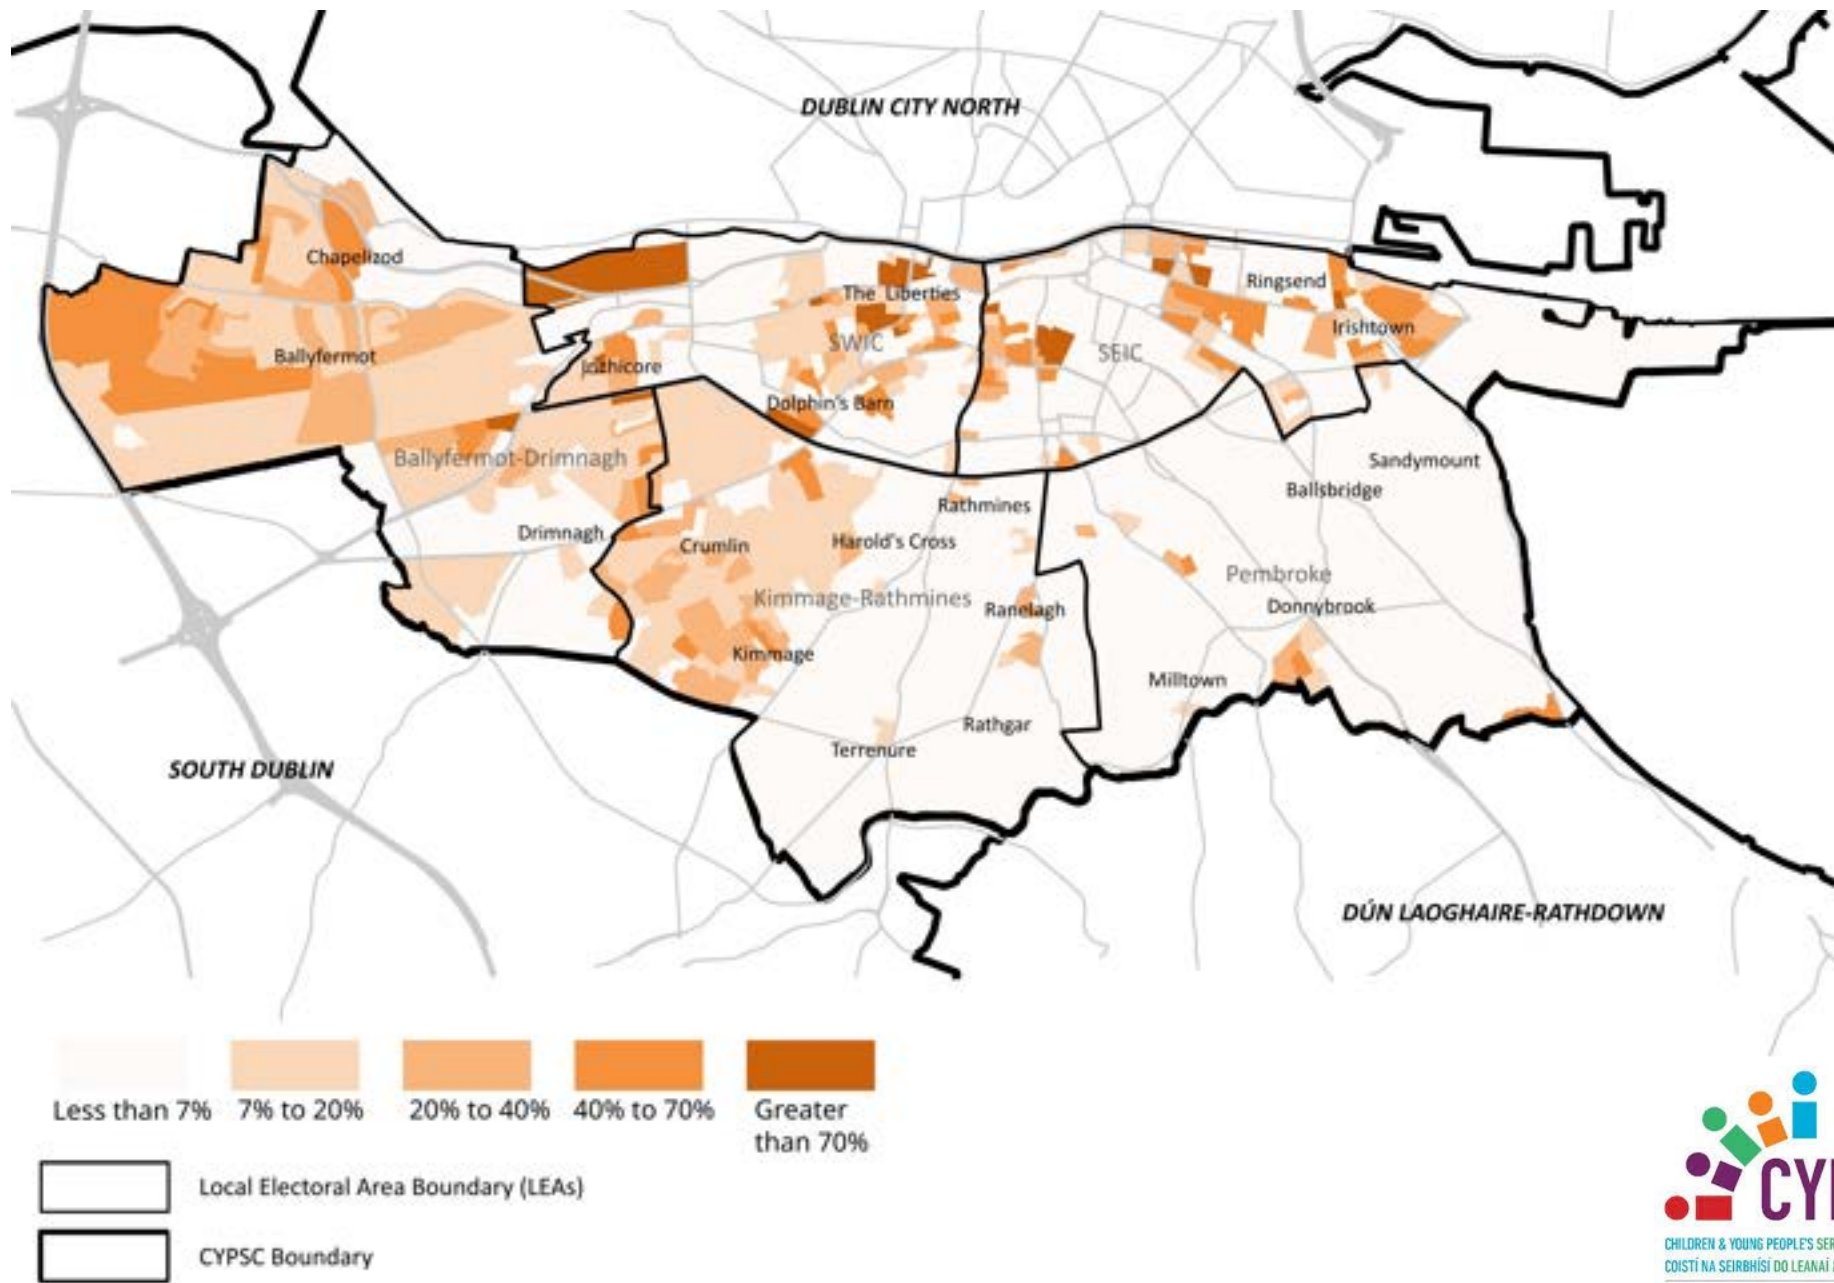 DUBLIN CITY NORTH
Chapelizod
The Liberties
Ringsend
Irishtown
SWIC
SEIC
Ballyfermot
Inchicore
Dolphin's Barn
Ballyfermot-Drimnagh
Sandymount
Ballsbridge
Rathmines
Drimnagh
Crumlin
Harold's Cross
Pembroke
Kimmage-Rathmines
Ranelagh
Donnybrook
Kimmage
Milltown
Rathgar
Terrenure
SOUTH DUBLIN
DÚN LAOGHAIRE-RATHDOWN
Less than 7% 7% to 20% 20% to 40% 40% to 70% Greater
than 70%
Local Electoral Area Boundary (LEAs)
CYPSC Boundary
CY
CHILDREN & YOUNG PEOPLE'S SER
COISTÍ NA SEIRBHÍSÍ DO LEANAÍ